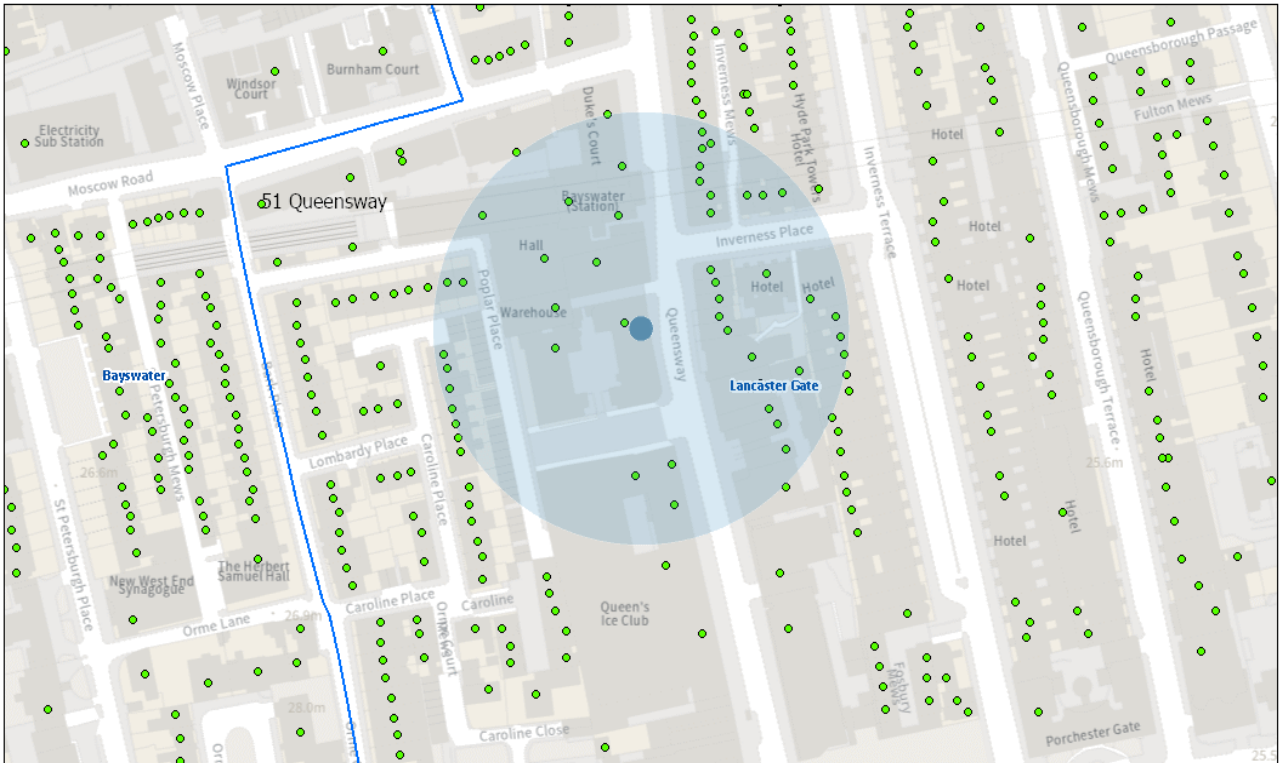 Moscow Place
Windsor
Court
Burnham Court
Electricity
Sub Station
Moscow Road
51 Queensway
Duke's Court
Bayswater
(Station)
Hall
Warehouse
Poplar Place
Inverness Mews
Hyde Park Towers
Hotel
Inverness Place
Inverness Terrace
Hotel
Hotel
Queensway
Lancaster Gate
Queensborough Passage
Queensborough Mews
Fulton Mews
Hotel
Hotel
Hotel
Queensborough Terrace
Hotel
25.6m
Hotel
Hotel
Bayswater
Petersburgh Mews
26.6m
St Petersburgh Place
Lombardy Place
Caroline Place
New West End
Synagogue
The Herbert
Samuel Hall
Orme Lane
26.9m
Caroline Place
Caroline
Orme Court
28.0m
Caroline Close
Queen's
Ice Club
Fosbury
Mews
Porchester Gate
25.5